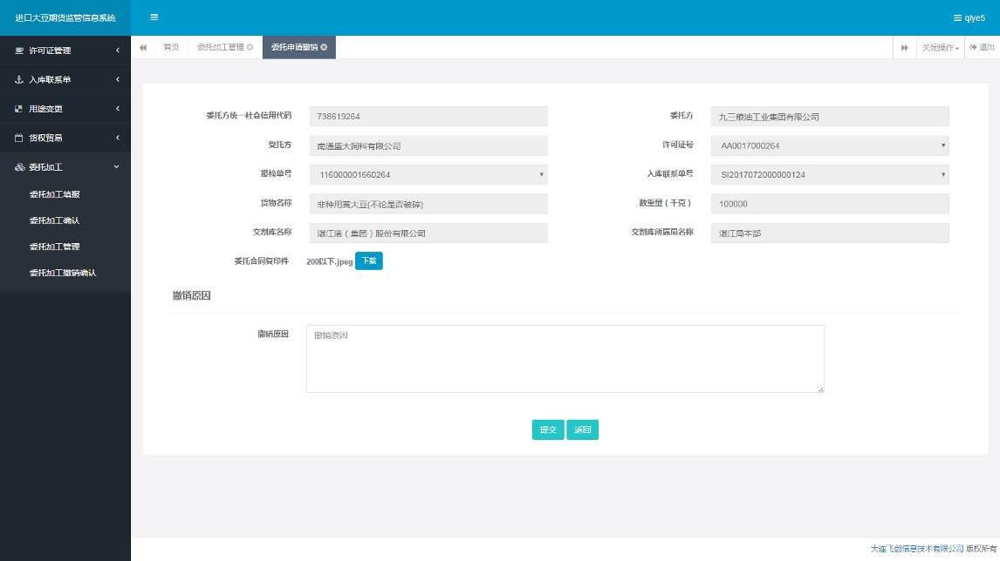 进口大豆期货监管信息系统
qlye5
许可证管理
入库联系单
用途变更
货权贸易
委托加工
委托加工填报
委托加工确认
委托加工管理
委托加工撤销确认
首页
委托加工管理
委托申请撤销
关闭操作
退出
委托方统一社会信用代码 738619264
委托方 九三粮油工业集团有限公司
受托方 南通盛大饲料有限公司
许可证号 AA0017000264
报检单号 116000001660264
入库联系单号 SI2017072000000124
货物名称 非种用黄大豆(不论是否破碎)
数重量（千克） 100000
交割库名称 湛江港（集团）股份有限公司
交割库所属局名称 湛江局本部
委托合同复印件 200以下.jpeg 下载
撤销原因
撤销原因 撤销原因
提交 返回
大连飞创信息技术有限公司 版权所有